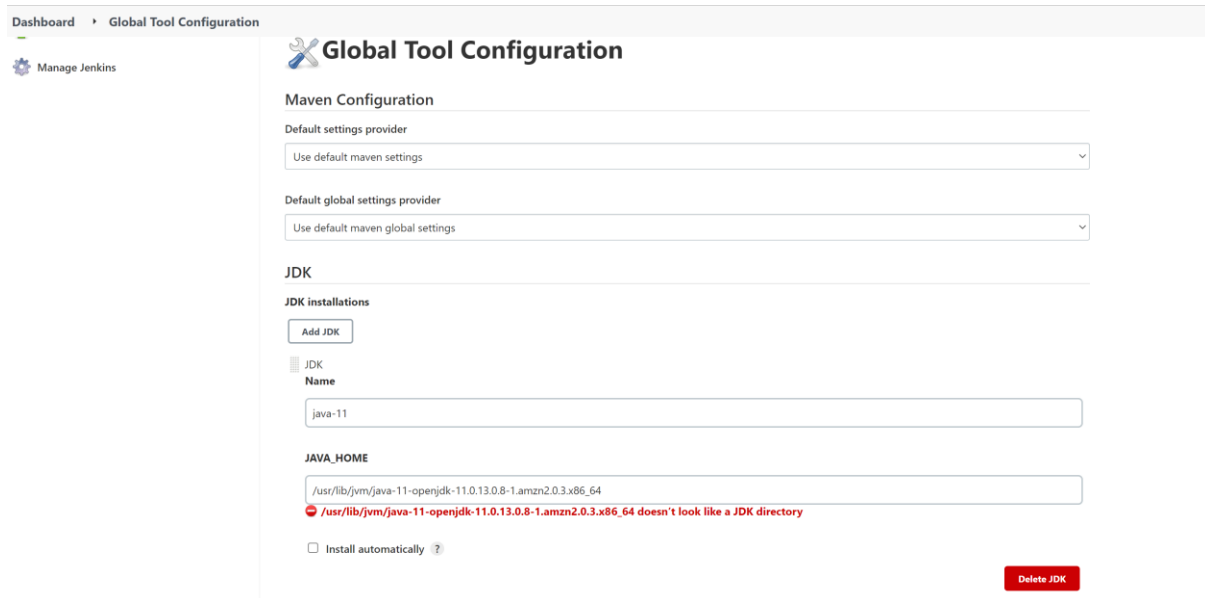 Dashboard Global Tool Configuration
Manage Jenkins
Global Tool Configuration
Maven Configuration
Default settings provider
Use default maven settings
Default global settings provider
Use default maven global settings
JDK
JDK installations
Add JDK
JDK
Name
java-11
JAVA_HOME
/usr/lib/jvm/java-11-openjdk-11.0.13.0.8-1.amzn2.0.3.x86_64
/usr/lib/jvm/java-11-openjdk-11.0.13.0.8-1.amzn2.0.3.x86_64 doesn't look like a JDK directory
Install automatically ?
Delete JDK